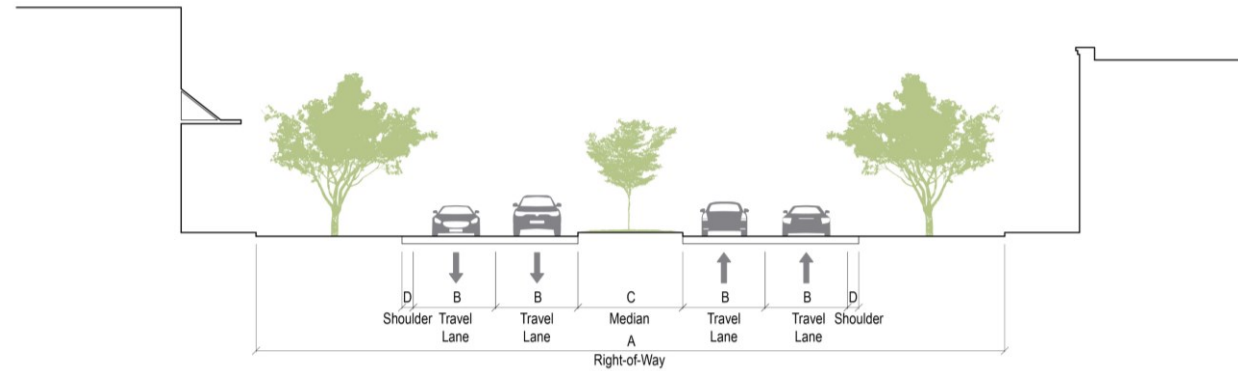 D B B C B B D
Shoulder Travel Travel Median Travel Travel Shoulder
Lane Lane Lane Lane
A
Right-of-Way